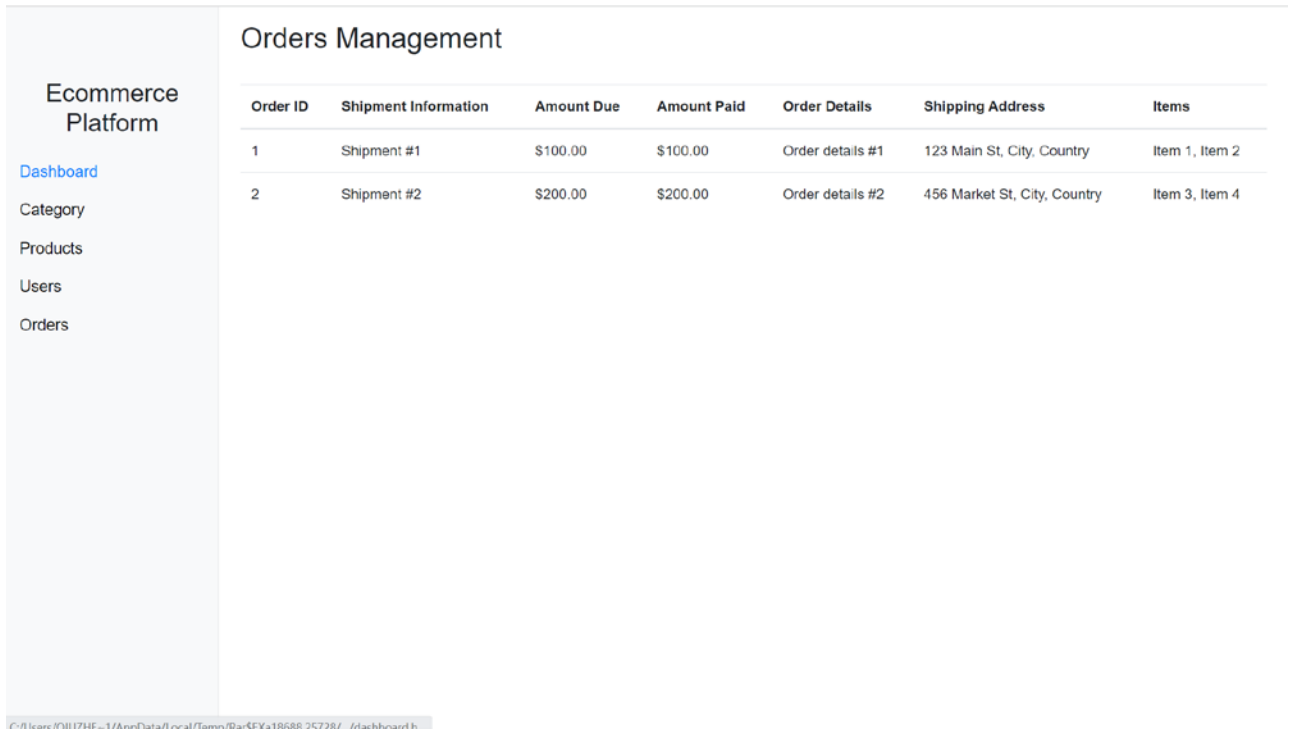 Orders Management
Ecommerce
Platform
Dashboard
Category
Products
Users
Orders
Order ID Shipment Information Amount Due Amount Paid Order Details Shipping Address Items
1 Shipment #1 $100.00 $100.00 Order details #1 123 Main St, City, Country Item 1, Item 2
2 Shipment #2 $200.00 $200.00 Order details #2 456 Market St, City, Country Item 3, Item 4